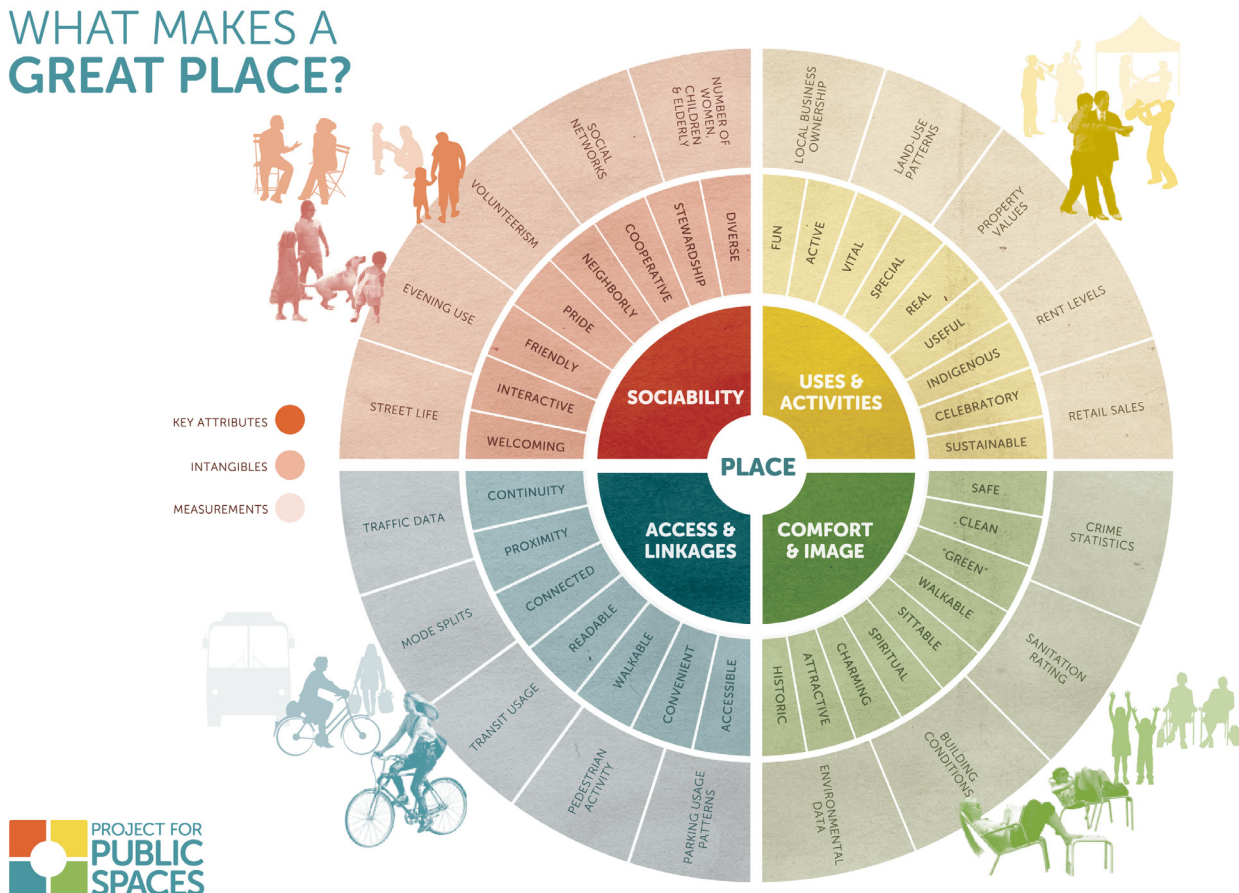 WHAT MAKES A
GREAT PLACE?
KEY ATTRIBUTES
INTANGIBLES
MEASUREMENTS
PLACE
SOCIABILITY
WELCOMING
INTERACTIVE
FRIENDLY
PRIDE
NEIGHBORLY
COOPERATIVE
STEWARDSHIP
DIVERSE
STREET LIFE
EVENING USE
VOLUNTEERISM
SOCIAL
NETWORKS
NUMBER OF
WOMEN,
CHILDREN
& ELDERLY
USES &
ACTIVITIES
FUN
ACTIVE
VITAL
SPECIAL
REAL
USEFUL
INDIGENOUS
CELEBRATORY
SUSTAINABLE
LOCAL BUSINESS
OWNERSHIP
LAND-USE
PATTERNS
PROPERTY
VALUES
RENT LEVELS
RETAIL SALES
ACCESS &
LINKAGES
CONTINUITY
PROXIMITY
CONNECTED
READABLE
WALKABLE
CONVENIENT
ACCESSIBLE
TRAFFIC DATA
MODE SPLITS
TRANSIT USAGE
PEDESTRIAN
ACTIVITY
PARKING USAGE
PATTERNS
COMFORT
& IMAGE
SAFE
CLEAN
"GREEN"
WALKABLE
SITTABLE
SPIRITUAL
CHARMING
ATTRACTIVE
HISTORIC
CRIME
STATISTICS
SANITATION
RATING
BUILDING
CONDITIONS
ENVIRONMENTAL
DATA
PROJECT FOR
PUBLIC
SPACES